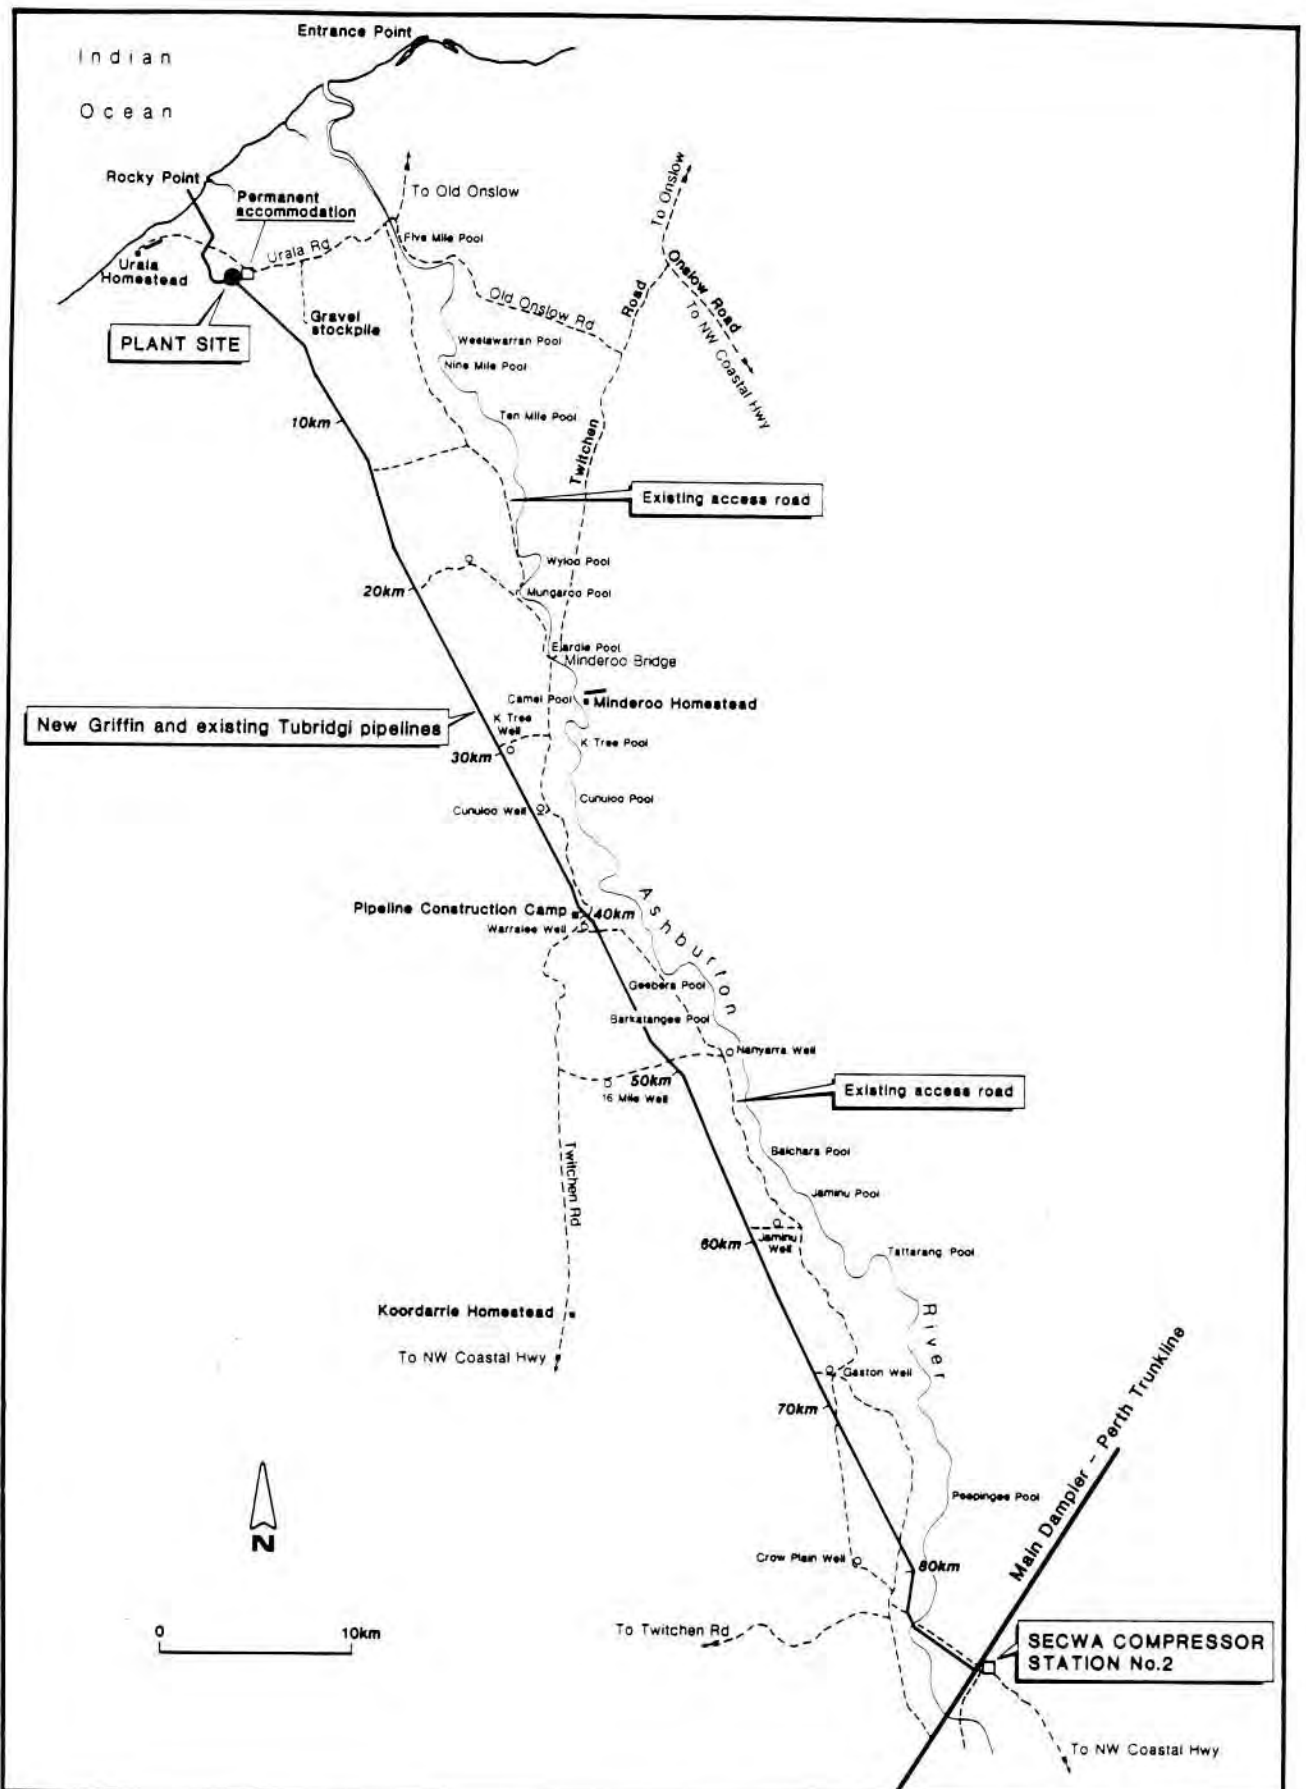 Entrance Point
Indian
Ocean
Rocky Point
Permanent
accommodation
To Old Onslow
To Onslow
Five Mile Pool
Urala Rd
Urala
Homestead
Onslow Road
To NW Coastal Hwy
Old Onslow Rd
Twitchen Road
Gravel
stockpile
PLANT SITE
Weelawarran Pool
Nine Mile Pool
Ten Mile Pool
10km
Existing access road
Wyloo Pool
20km
Mungaroo Pool
Ejardie Pool
Minderoo Bridge
Camel Pool
Minderoo Homestead
New Griffin and existing Tubridgi pipelines
K Tree
Well
K Tree Pool
30km
Cunuloo Pool
Cunuloo Well
Ashburton
Pipeline Construction Camp
40km
Warralee Well
Geebera Pool
Barkatangee Pool
Nanyarra Well
50km
16 Mile Well
Existing access road
Twitchen Rd
Balchara Pool
Jaminu Pool
60km
Jaminu
Well
Tattarang Pool
River
Koordarrie Homestead
To NW Coastal Hwy
Gaston Well
70km
Main Dampier - Perth Trunkline
Peepingee Pool
N
Crow Plain Well
80km
0
10km
To Twitchen Rd
SECWA COMPRESSOR
STATION No.2
To NW Coastal Hwy